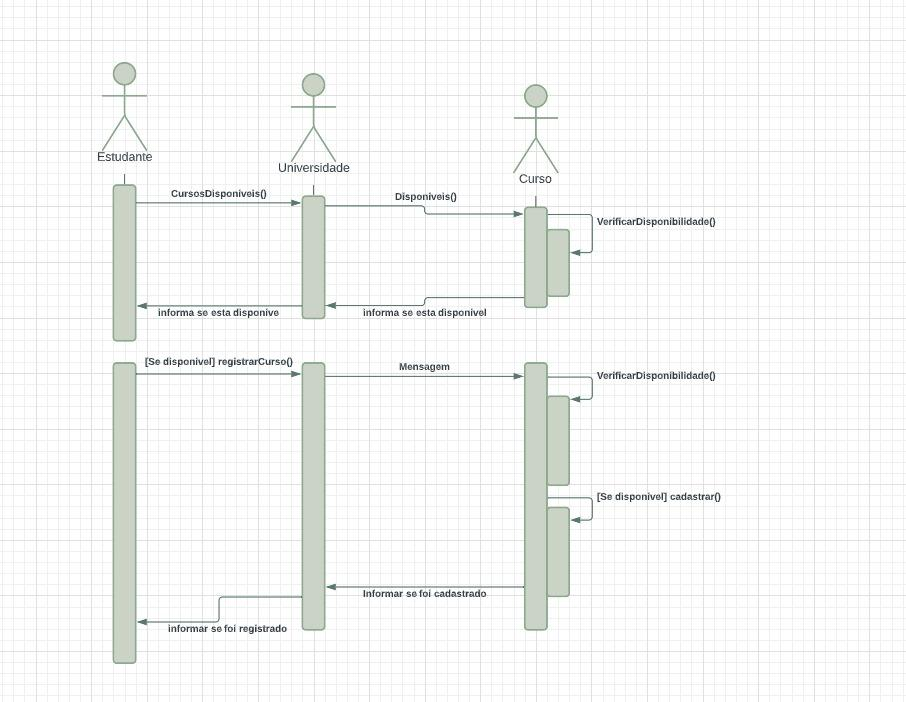 Estudante
Universidade
Curso
CursosDisponiveis()
Disponiveis()
VerificarDisponibilidade()
informa se esta disponive
informa se esta disponivel
[Se disponivel] registrarCurso()
Mensagem
VerificarDisponibilidade()
[Se disponivel] cadastrar()
Informar se foi cadastrado
informar se foi registrado